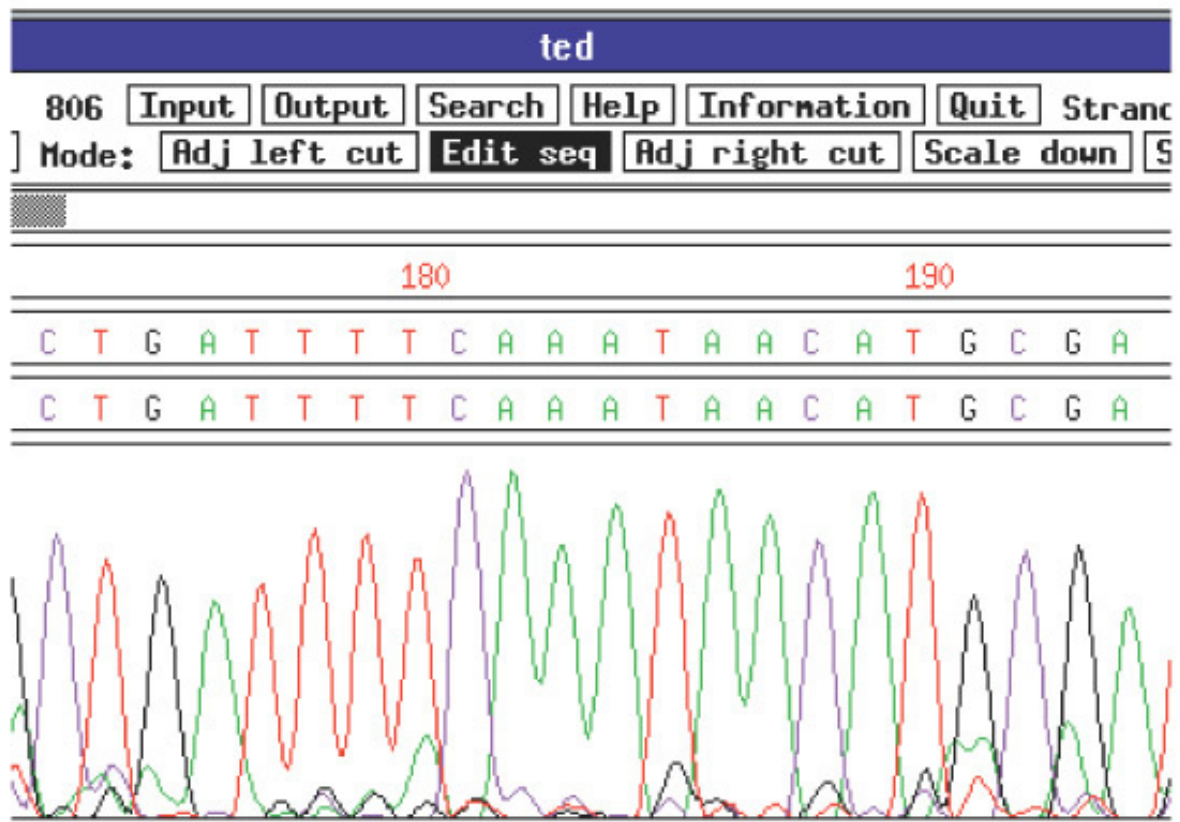 ted
806 Input Output Search Help Information Quit
Mode: Adj left cut Edit seq Adj right cut Scale down
180 190
C T G A T T T T C A A A T A A C A T G C G A
C T G A T T T T C A A A T A A C A T G C G A